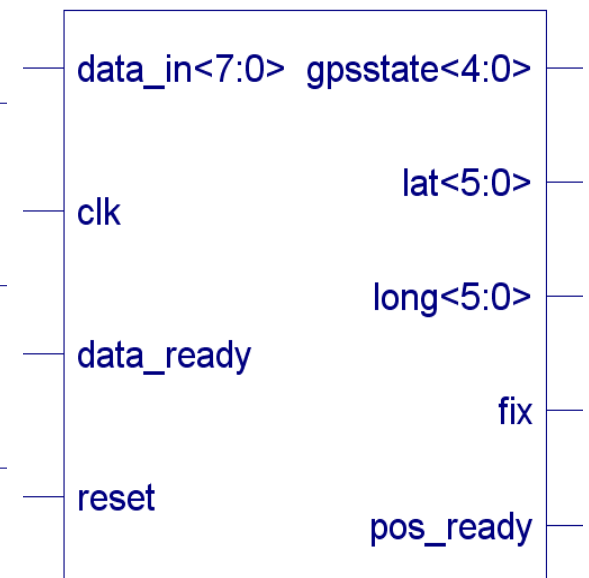 data_in<7:0> gpsstate<4:0>
lat<5:0>
clk
long<5:0>
data_ready
fix
reset
pos_ready